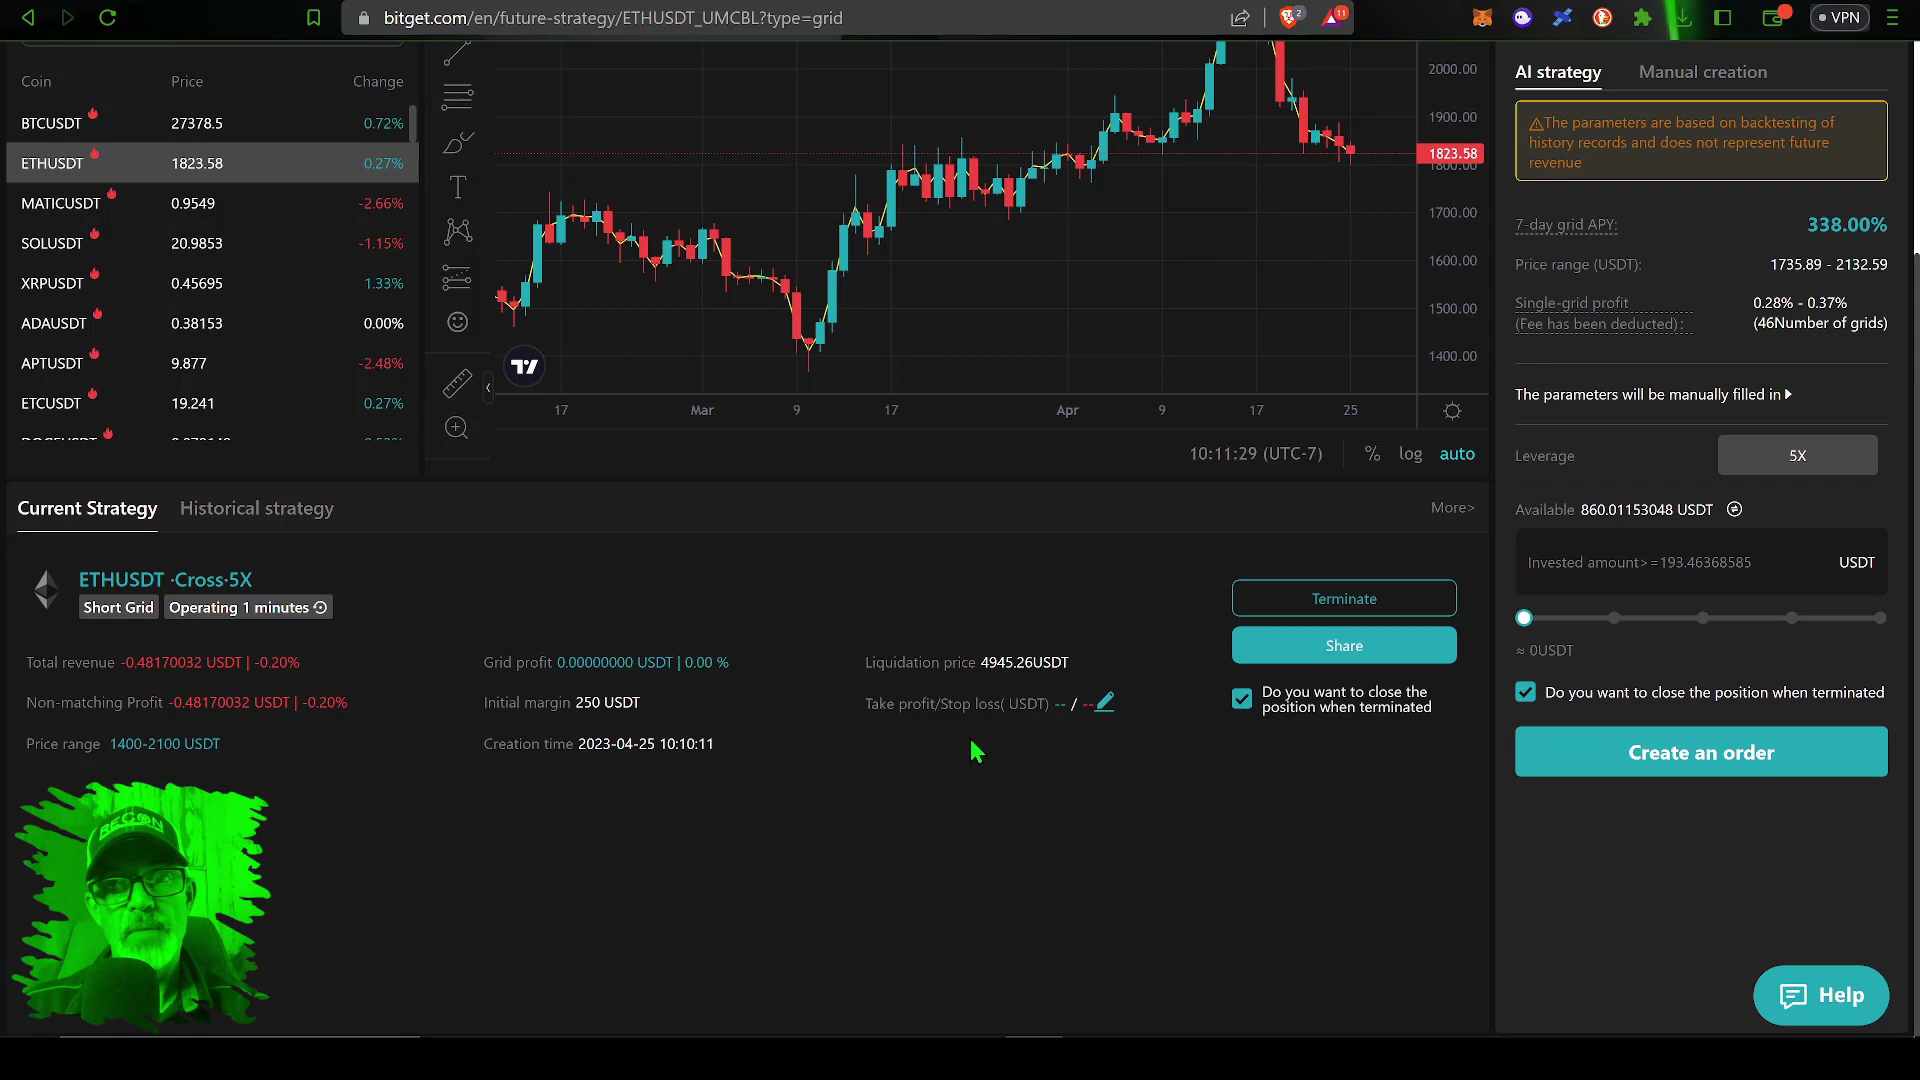 bitget.com/en/future-strategy/ETHUSDT_UMCBL?type=grid
2
11
VPN
Coin Price Change
BTCUSDT 27378.5 0.72%
ETHUSDT 1823.58 0.27%
MATICUSDT 0.9549 -2.66%
SOLUSDT 20.9853 -1.15%
XRPUSDT 0.45695 1.33%
ADAUSDT 0.38153 0.00%
APTUSDT 9.877 -2.48%
ETCUSDT 19.241 0.27%
2000.00
1900.00
1823.58
1800.00
1700.00
1600.00
1500.00
1400.00
17 Mar 9 17 Apr 9 17 25
10:11:29 (UTC-7) % log auto
AI strategy Manual creation
The parameters are based on backtesting of
history records and does not represent future
revenue
7-day grid APY: 338.00%
Price range (USDT): 1735.89 - 2132.59
Single-grid profit 0.28% - 0.37%
(Fee has been deducted) : (46Number of grids)
The parameters will be manually filled in
Leverage 5X
Available 860.01153048 USDT
Invested amount>=193.46368585 USDT
≈ 0USDT
Do you want to close the position when terminated
Create an order
Help
Current Strategy Historical strategy More>
ETHUSDT ·Cross·5X
Short Grid Operating 1 minutes
Terminate
Share
Do you want to close the
position when terminated
Total revenue -0.48170032 USDT | -0.20% Grid profit 0.00000000 USDT | 0.00 % Liquidation price 4945.26USDT
Non-matching Profit -0.48170032 USDT | -0.20% Initial margin 250 USDT Take profit/Stop loss( USDT) -- / --
Price range 1400-2100 USDT Creation time 2023-04-25 10:10:11
RECON